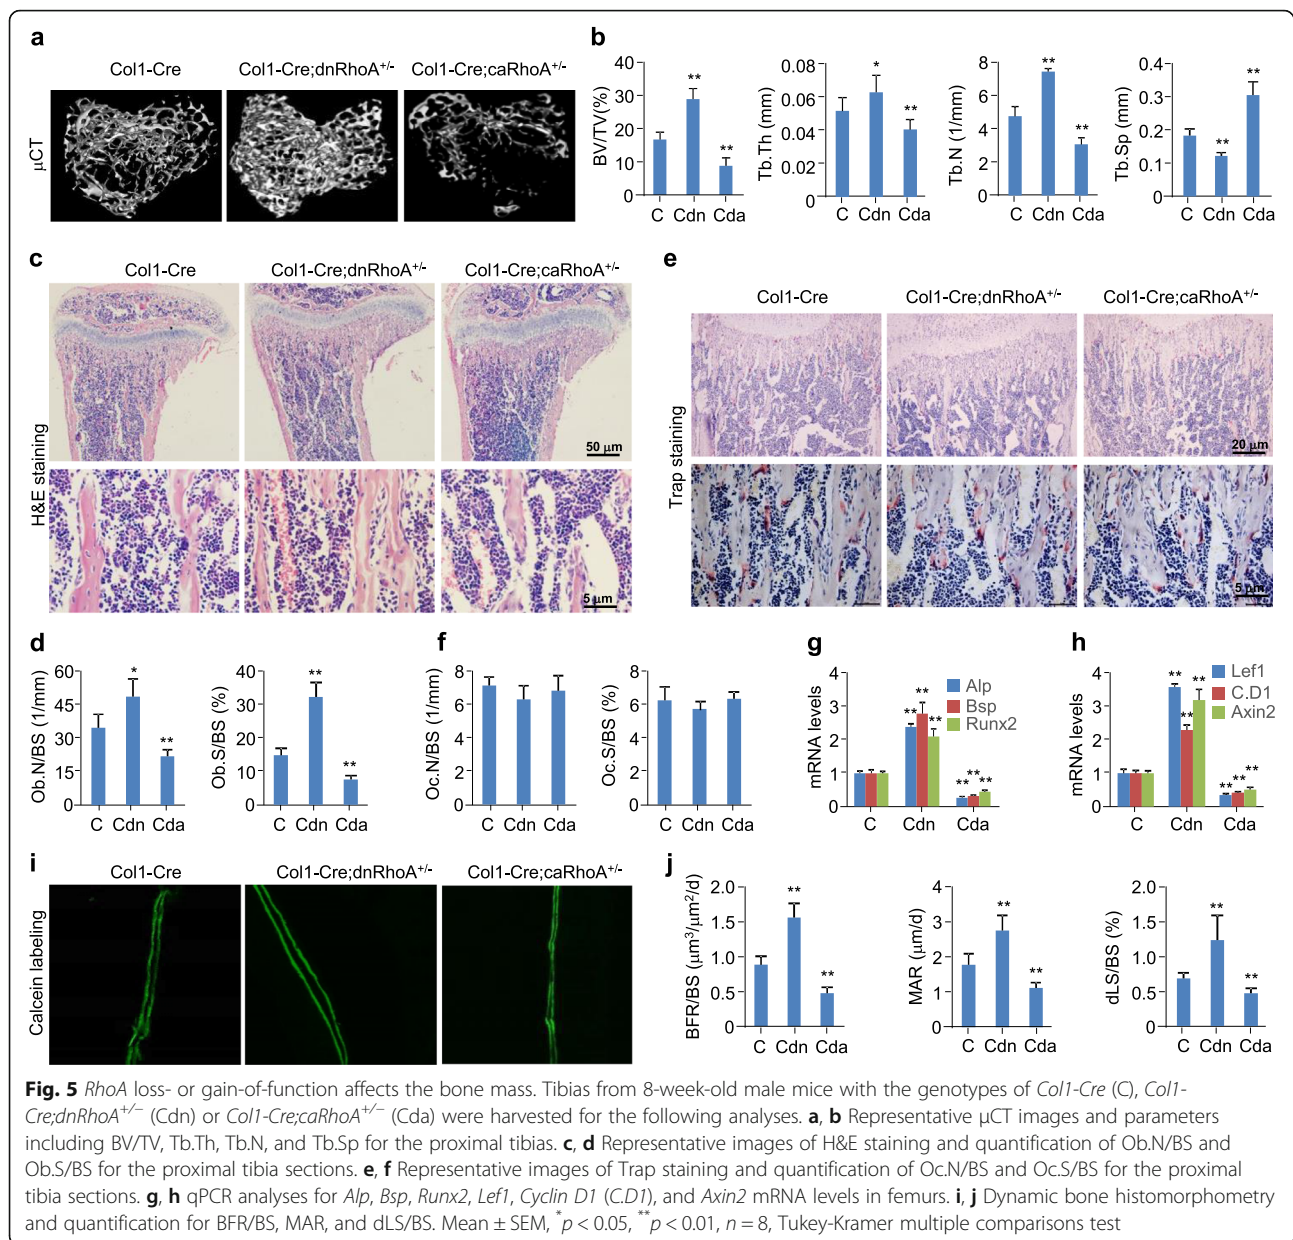 a
Col1-Cre
Col1-Cre;dnRhoA+/-
Col1-Cre;caRhoA+/-
μCT
b
BV/TV(%)
60
40
30
20
10
0
C Cdn Cda
**
**
Tb.Th (mm)
0.08
0.06
0.04
0.02
0.00
C Cdn Cda
*
**
Tb.N (1/mm)
8
6
4
2
0
C Cdn Cda
**
**
Tb.Sp (mm)
0.4
0.3
0.2
0.1
0
C Cdn Cda
**
**
c
Col1-Cre
Col1-Cre;dnRhoA+/-
Col1-Cre;caRhoA+/-
H&E staining
50 μm
5 μm
e
Col1-Cre
Col1-Cre;dnRhoA+/-
Col1-Cre;caRhoA+/-
Trap staining
20 μm
5 μm
d
Ob.N/BS (1/mm)
60
45
30
15
0
C Cdn Cda
*
**
Ob.S/BS (%)
40
30
20
10
0
C Cdn Cda
**
**
f
Oc.N/BS (1/mm)
8
6
4
2
0
C Cdn Cda
Oc.S/BS (%)
8
6
4
2
0
C Cdn Cda
g
mRNA levels
4
3
2
1
0
C Cdn Cda
Alp
Bsp
Runx2
** ** **
** ** **
h
mRNA levels
4
3
2
1
0
C Cdn Cda
Lef1
C.D1
Axin2
** ** **
** ** **
i
Col1-Cre
Col1-Cre;dnRhoA+/-
Col1-Cre;caRhoA+/-
Calcein labeling
j
BFR/BS (μm³/μm²/d)
2.0
1.5
1.0
0.5
0.0
C Cdn Cda
**
**
MAR (μm/d)
4
3
2
1
0
C Cdn Cda
**
**
dLS/BS (%)
2.0
1.5
1.0
0.5
0.0
C Cdn Cda
**
**
Fig. 5 RhoA loss- or gain-of-function affects the bone mass. Tibias from 8-week-old male mice with the genotypes of Col1-Cre (C), Col1-
Cre;dnRhoA+/− (Cdn) or Col1-Cre;caRhoA+/− (Cda) were harvested for the following analyses. a, b Representative μCT images and parameters
including BV/TV, Tb.Th, Tb.N, and Tb.Sp for the proximal tibias. c, d Representative images of H&E staining and quantification of Ob.N/BS and
Ob.S/BS for the proximal tibia sections. e, f Representative images of Trap staining and quantification of Oc.N/BS and Oc.S/BS for the proximal
tibia sections. g, h qPCR analyses for Alp, Bsp, Runx2, Lef1, Cyclin D1 (C.D1), and Axin2 mRNA levels in femurs. i, j Dynamic bone histomorphometry
and quantification for BFR/BS, MAR, and dLS/BS. Mean ± SEM, *p < 0.05, **p < 0.01, n = 8, Tukey-Kramer multiple comparisons test